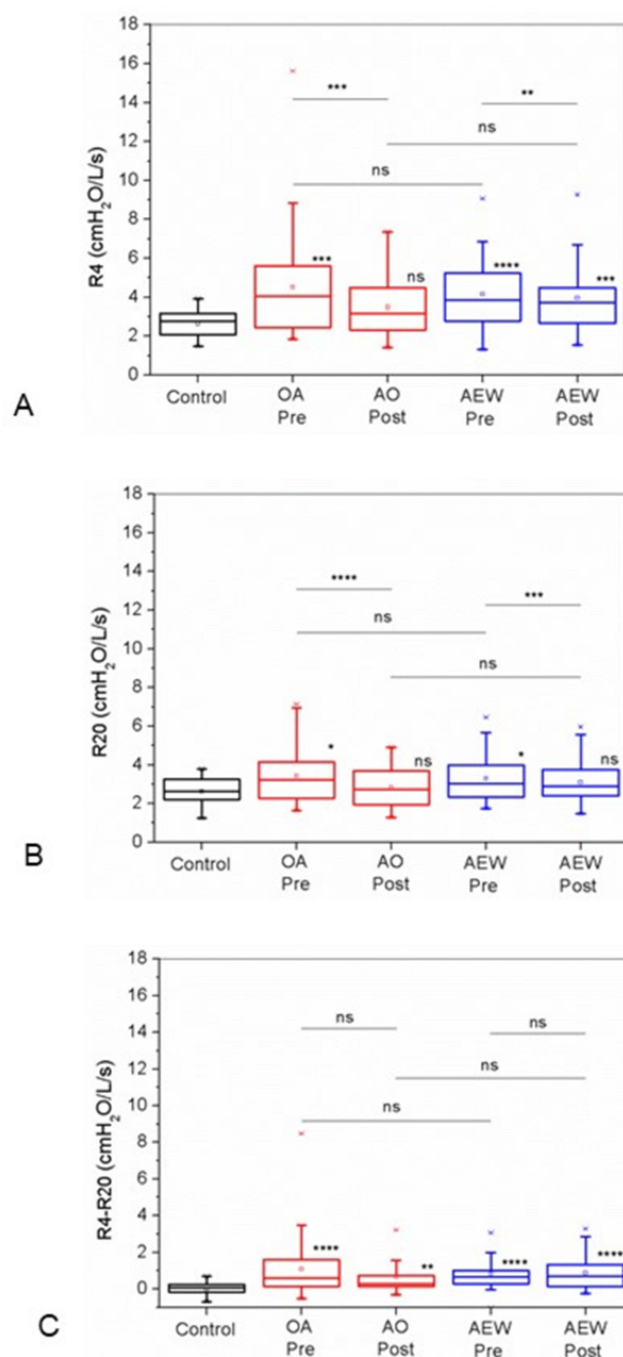 18
16
***
**
14
ns
12
10
ns
8
R4 (cmH₂O/L/s)
6
***
****
ns
***
4
2
0
A
Control
OA
Pre
AO
Post
AEW
Pre
AEW
Post
18
16
14
****
***
12
ns
10
ns
8
R20 (cmH₂O/L/s)
6
*
ns
*
ns
4
2
0
B
Control
OA
Pre
AO
Post
AEW
Pre
AEW
Post
18
16
ns
ns
14
12
ns
10
ns
8
R4-R20 (cmH₂O/L/s)
6
4
****
**
****
****
2
0
C
Control
OA
Pre
AO
Post
AEW
Pre
AEW
Post